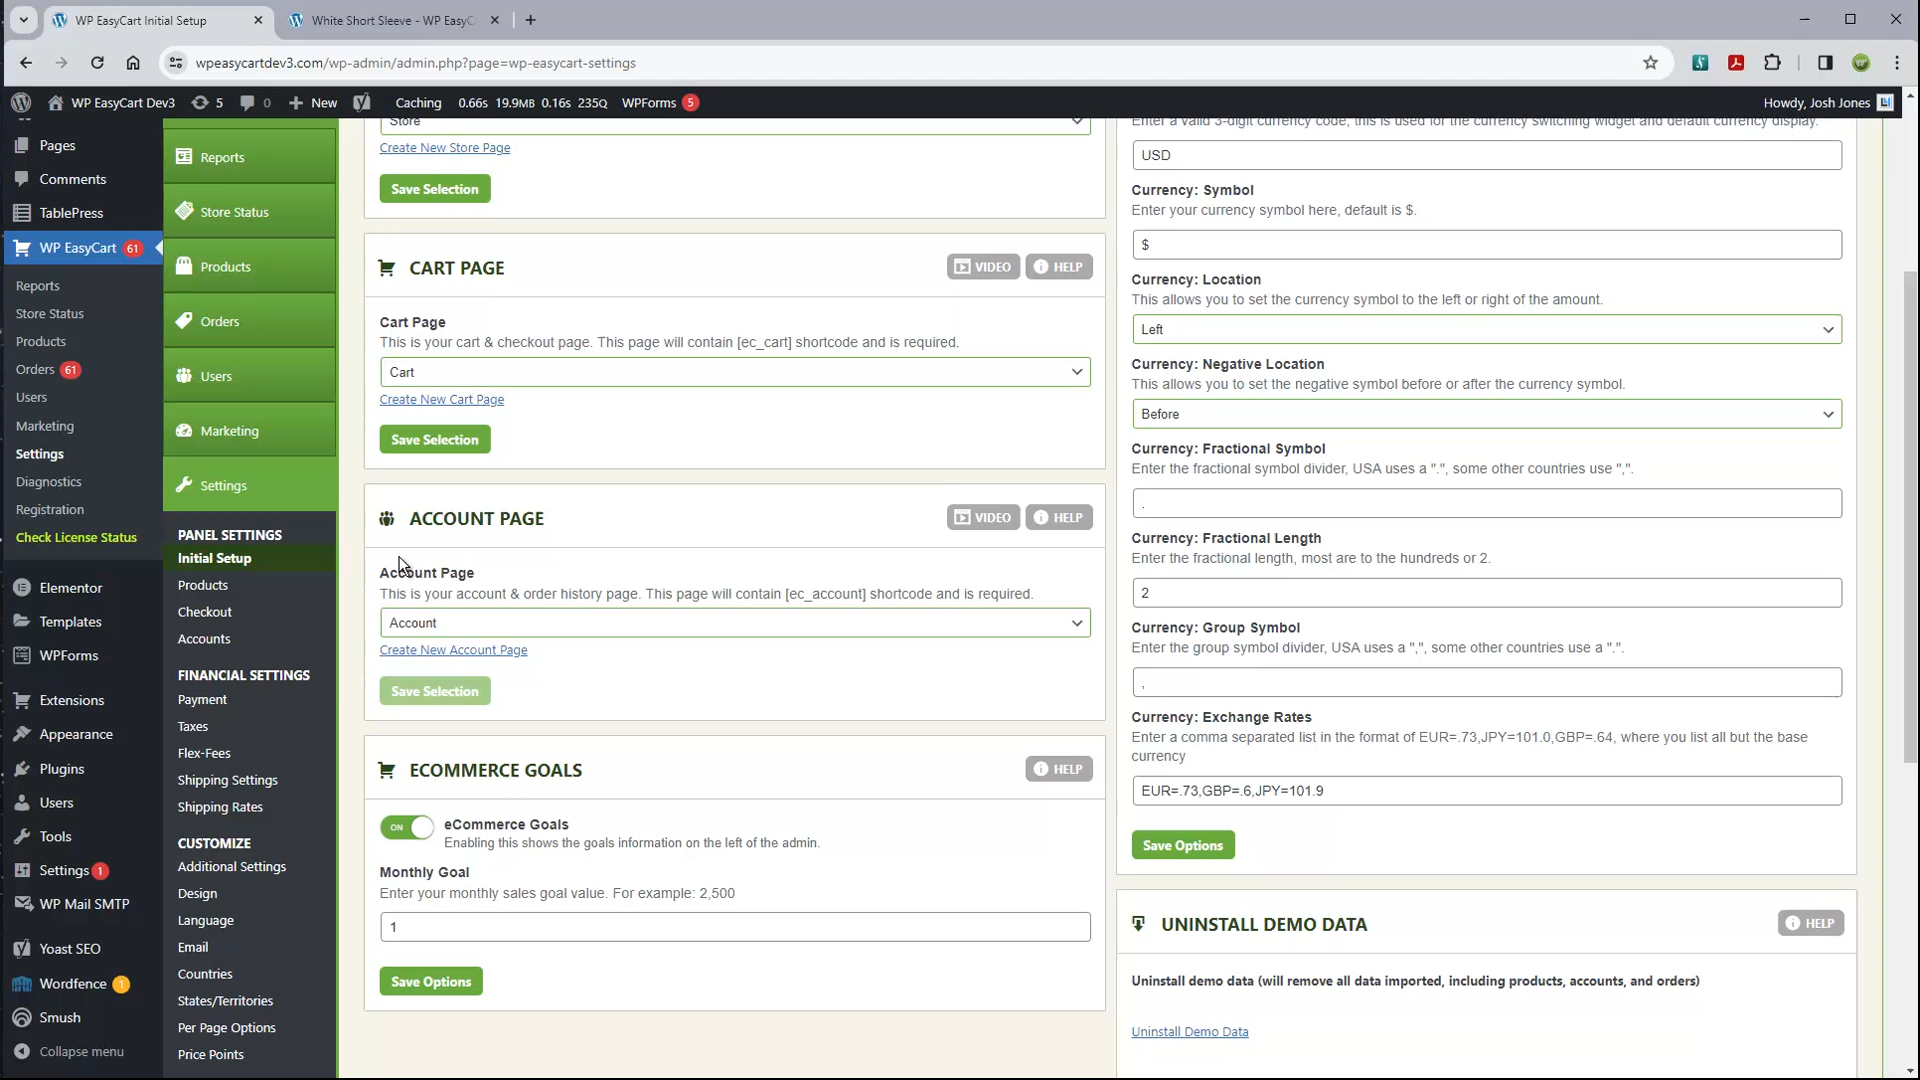 WP EasyCart Initial Setup
White Short Sleeve - WP EasyC
wpeasycartdev3.com/wp-admin/admin.php?page=wp-easycart-settings
WP EasyCart Dev3
5
0
New
Caching
0.66s 19.9MB 0.16s 235Q
WPForms 5
Howdy, Josh Jones
Pages
Comments
TablePress
WP EasyCart 61
Reports
Store Status
Products
Orders 61
Users
Marketing
Settings
Diagnostics
Registration
Check License Status
Elementor
Templates
WPForms
Extensions
Appearance
Plugins
Users
Tools
Settings 1
WP Mail SMTP
Yoast SEO
Wordfence 1
Smush
Collapse menu
Reports
Store Status
Products
Orders
Users
Marketing
Settings
PANEL SETTINGS
Initial Setup
Products
Checkout
Accounts
FINANCIAL SETTINGS
Payment
Taxes
Flex-Fees
Shipping Settings
Shipping Rates
CUSTOMIZE
Additional Settings
Design
Language
Email
Countries
States/Territories
Per Page Options
Price Points
Store
Create New Store Page
Save Selection
CART PAGE
VIDEO
HELP
Cart Page
This is your cart & checkout page. This page will contain [ec_cart] shortcode and is required.
Cart
Create New Cart Page
Save Selection
ACCOUNT PAGE
VIDEO
HELP
Account Page
This is your account & order history page. This page will contain [ec_account] shortcode and is required.
Account
Create New Account Page
Save Selection
ECOMMERCE GOALS
HELP
ON
eCommerce Goals
Enabling this shows the goals information on the left of the admin.
Monthly Goal
Enter your monthly sales goal value. For example: 2,500
1
Save Options
Enter a valid 3-digit currency code, this is used for the currency switching widget and default currency display.
USD
Currency: Symbol
Enter your currency symbol here, default is $.
$
Currency: Location
This allows you to set the currency symbol to the left or right of the amount.
Left
Currency: Negative Location
This allows you to set the negative symbol before or after the currency symbol.
Before
Currency: Fractional Symbol
Enter the fractional symbol divider, USA uses a ".", some other countries use ",".
.
Currency: Fractional Length
Enter the fractional length, most are to the hundreds or 2.
2
Currency: Group Symbol
Enter the group symbol divider, USA uses a ",", some other countries use a ".".
,
Currency: Exchange Rates
Enter a comma separated list in the format of EUR=.73,JPY=101.0,GBP=.64, where you list all but the base
currency
EUR=.73,GBP=.6,JPY=101.9
Save Options
UNINSTALL DEMO DATA
HELP
Uninstall demo data (will remove all data imported, including products, accounts, and orders)
Uninstall Demo Data